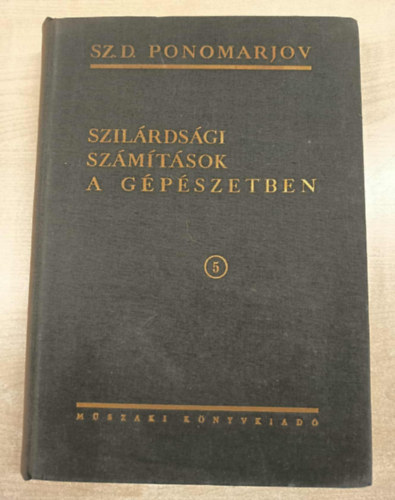 SZ. D. PONOMARJOV
SZILÁRDSÁGI
SZÁMÍTÁSOK
A GÉPÉSZETBEN
5
MŰSZAKI KÖNYVKIADÓ